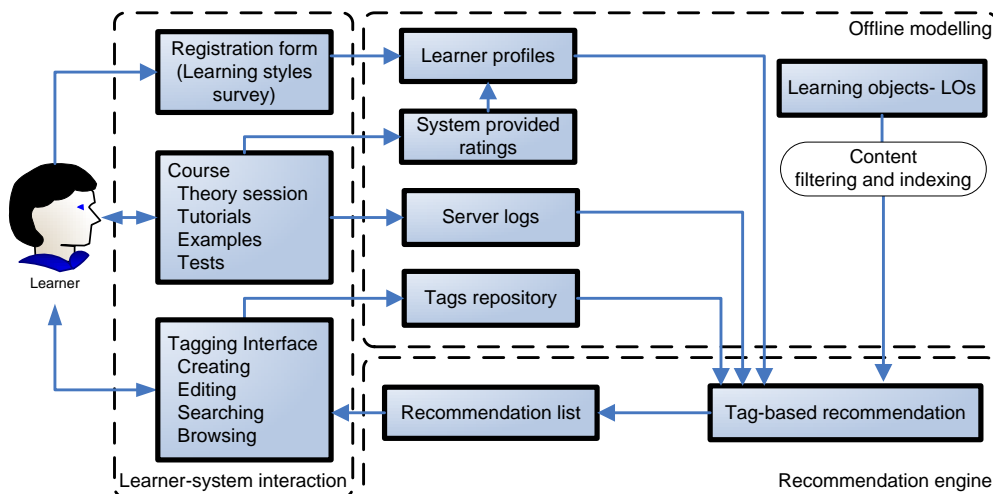 Offline modelling
Registration form
(Learning styles
survey)
Learner profiles
Learning objects- LOs
System provided
ratings
Content
filtering and indexing
Course
Theory session
Tutorials
Examples
Tests
Server logs
Learner
Tags repository
Tagging Interface
Creating
Editing
Searching
Browsing
Recommendation list
Tag-based recommendation
Learner-system interaction
Recommendation engine